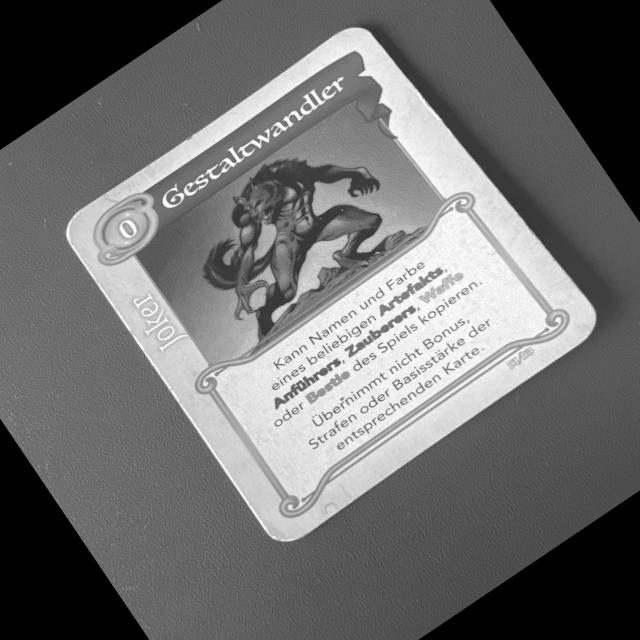 Gestaltwandler
0
Joker
Kann Namen und Farbe
eines beliebigen Artefakts,
Anführers, Zauberers, Waffe
oder Bestie des Spiels kopieren.
Übernimmt nicht Bonus,
Strafen oder Basisstärke der
entsprechenden Karte.